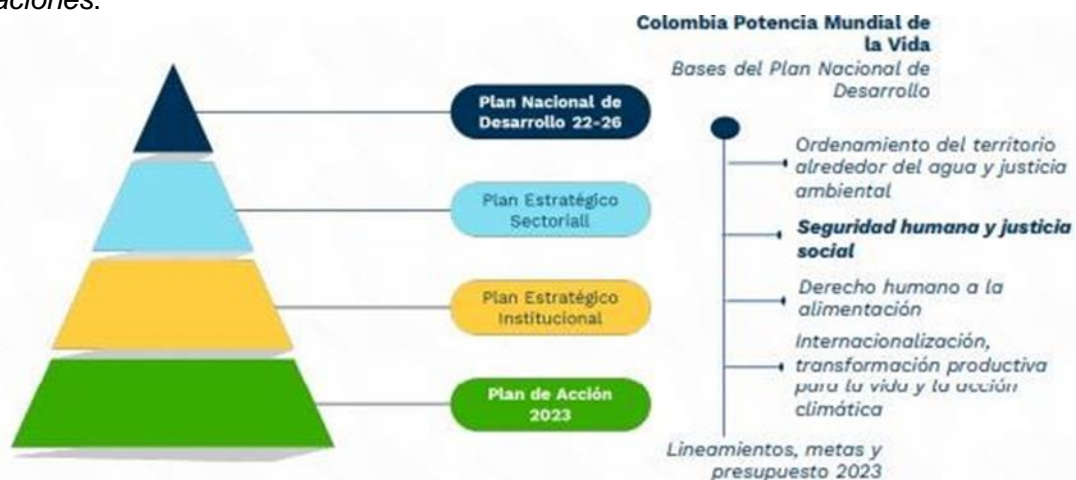 aciones.
Colombia Potencia Mundial de
la Vida
Bases del Plan Nacional de
Desarrollo
Plan Nacional de
Desarrollo 22-26
Plan Estratégico
Sectoriall
Plan Estratégico
Institucional
Plan de Acción
2023
Ordenamiento del territorio
alrededor del agua y justicia
ambiental
Seguridad humana y justicia
social
Derecho humano a la
alimentación
Internacionalización,
transformación productiva
para la vida y la acción
climática
Lineamientos, metas y
presupuesto 2023